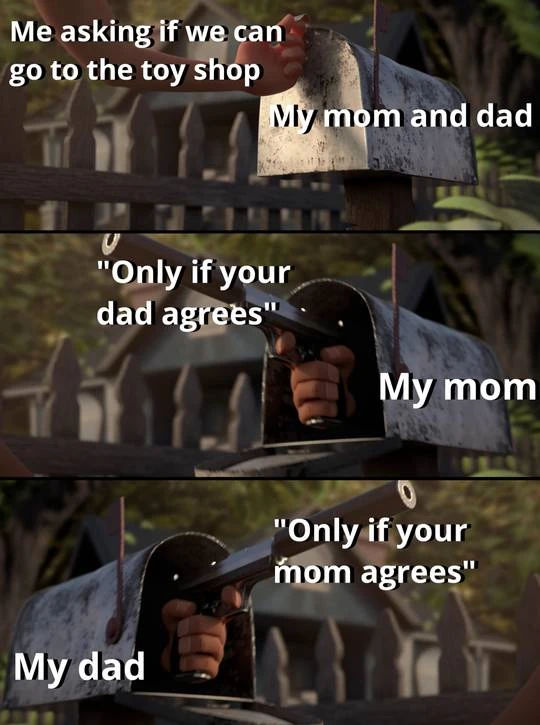 Me asking if we can
go to the toy shop
My mom and dad
"Only if your
dad agrees"
My mom
"Only if your
mom agrees"
My dad